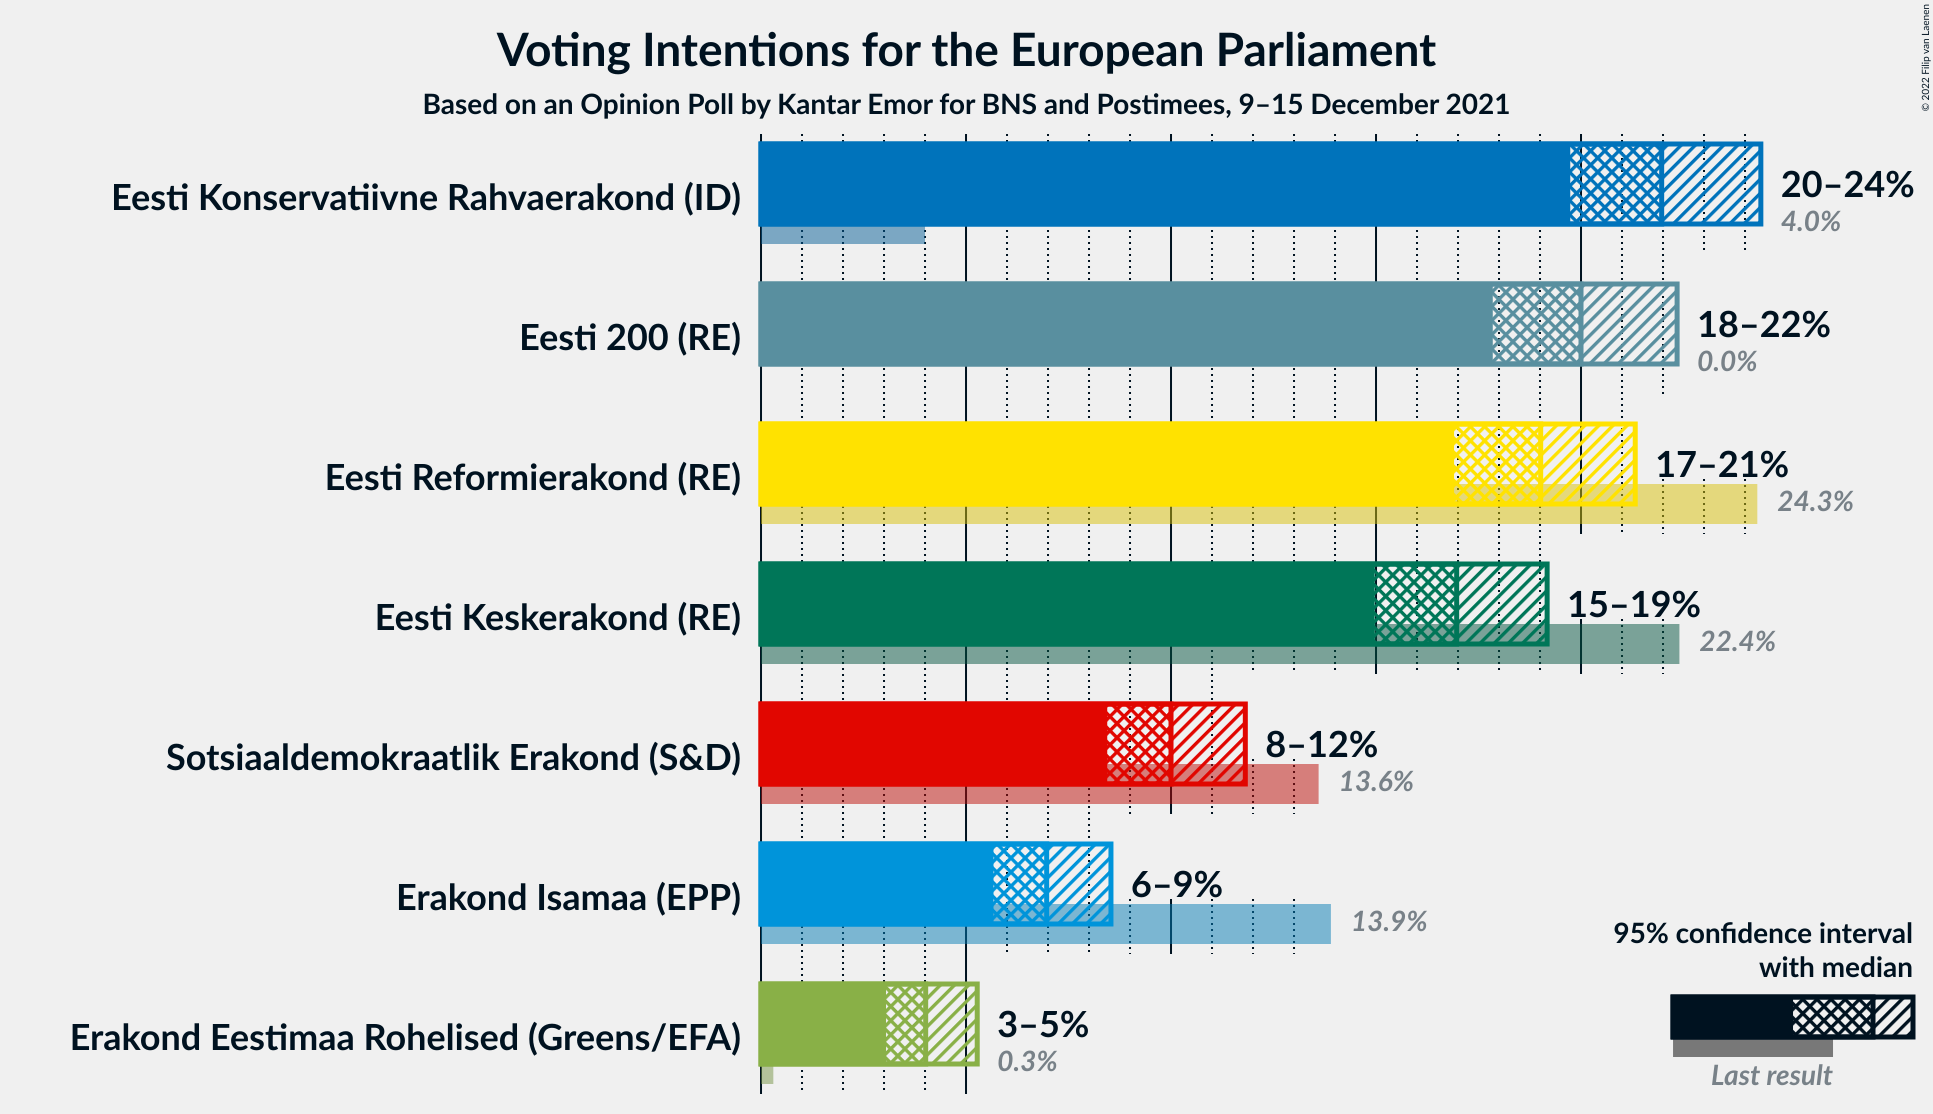 Voting Intentions for the European Parliament
Based on an Opinion Poll by Kantar Emor for BNS and Postimees, 9–15 December 2021
© 2022 Filip van Laenen
Eesti Konservatiivne Rahvaerakond (ID)
20–24%
4.0%
Eesti 200 (RE)
18–22%
0.0%
Eesti Reformierakond (RE)
17–21%
24.3%
Eesti Keskerakond (RE)
15–19%
22.4%
Sotsiaaldemokraatlik Erakond (S&D)
8–12%
13.6%
Erakond Isamaa (EPP)
6–9%
13.9%
Erakond Eestimaa Rohelised (Greens/EFA)
3–5%
0.3%
95% confidence interval
with median
Last result